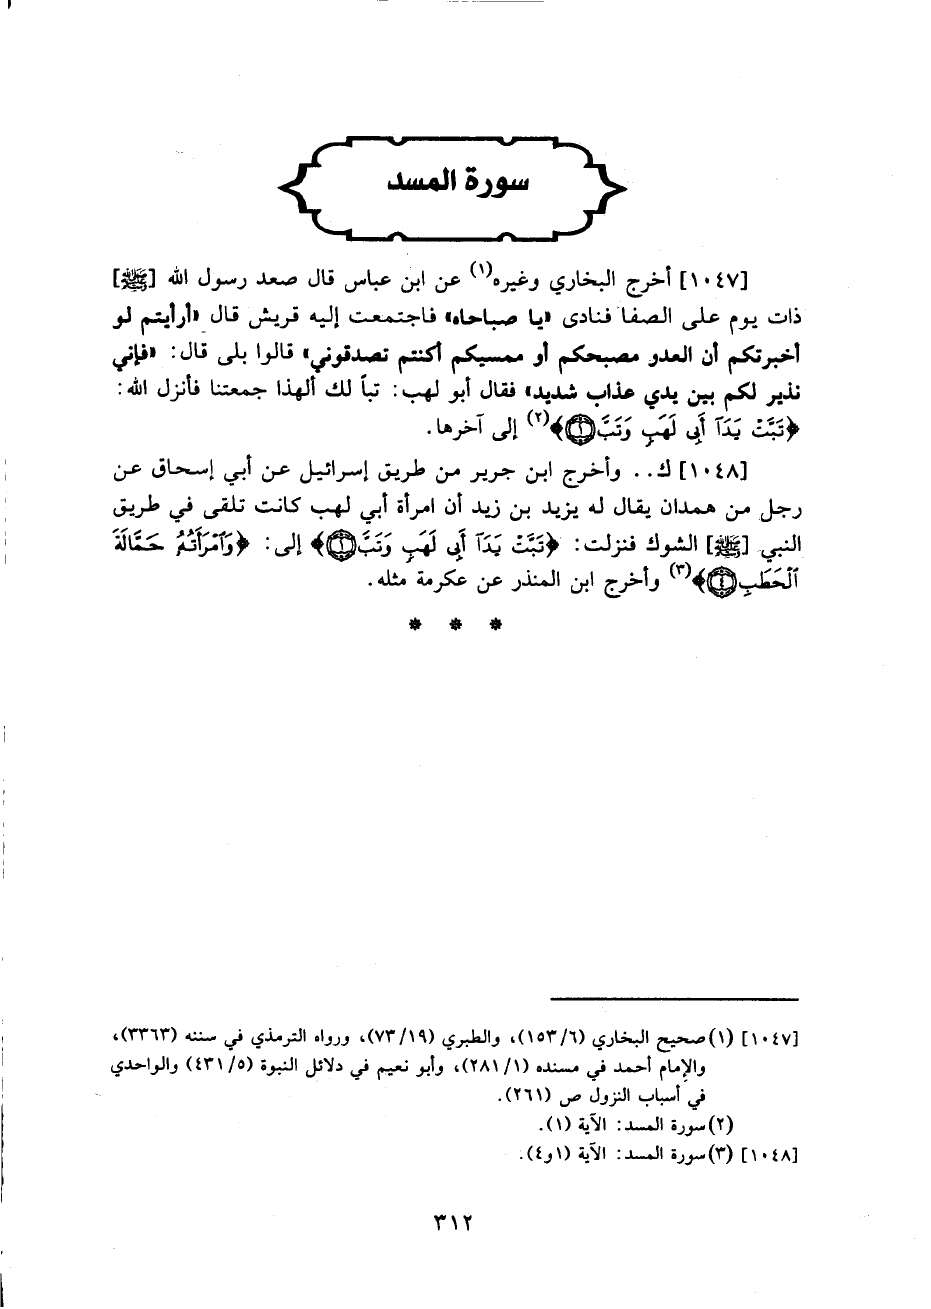 سورة المسد
[١٠٤٧] أخرج البخاري وغيره(١) عن ابن عباس قال صعد رسول الله [ﷺ]
ذات يوم على الصفا فنادى «يا صباحاه» فاجتمعت إليه قريش قال «أرأيتم لو
أخبرتكم أن العدو مصبحكم أو ممسيكم أكنتم تصدقوني» قالوا بلى قال: «فإني
نذير لكم بين يدي عذاب شديد» فقال أبو لهب: تباً لك ألهذا جمعتنا فأنزل الله:
﴿تَبَّتْ يَدَآ أَبِى لَهَبٍ وَتَبَّ ۝١﴾(٢) إلى آخرها.
[١٠٤٨] ك.. وأخرج ابن جرير من طريق إسرائيل عن أبي إسحاق عن
رجل من همدان يقال له يزيد بن زيد أن امرأة أبي لهب كانت تلقى في طريق
النبي [ﷺ] الشوك فنزلت: ﴿تَبَّتْ يَدَآ أَبِى لَهَبٍ وَتَبَّ ۝١﴾ إلى: ﴿وَٱمْرَأَتُهُۥ حَمَّالَةَ
ٱلْحَطَبِ ۝٤﴾(٣) وأخرج ابن المنذر عن عكرمة مثله.
* * *
[١٠٤٧] (١) صحيح البخاري (١٥٣/٦)، والطبري (٧٣/١٩)، ورواه الترمذي في سننه (٣٣٦٣)،
والإمام أحمد في مسنده (٢٨١/١)، وأبو نعيم في دلائل النبوة (٤٣١/٥) والواحدي
في أسباب النزول ص (٢٦١).
(٢) سورة المسد: الآية (١).
[١٠٤٨] (٣) سورة المسد: الآية (١و٤).
٣١٢